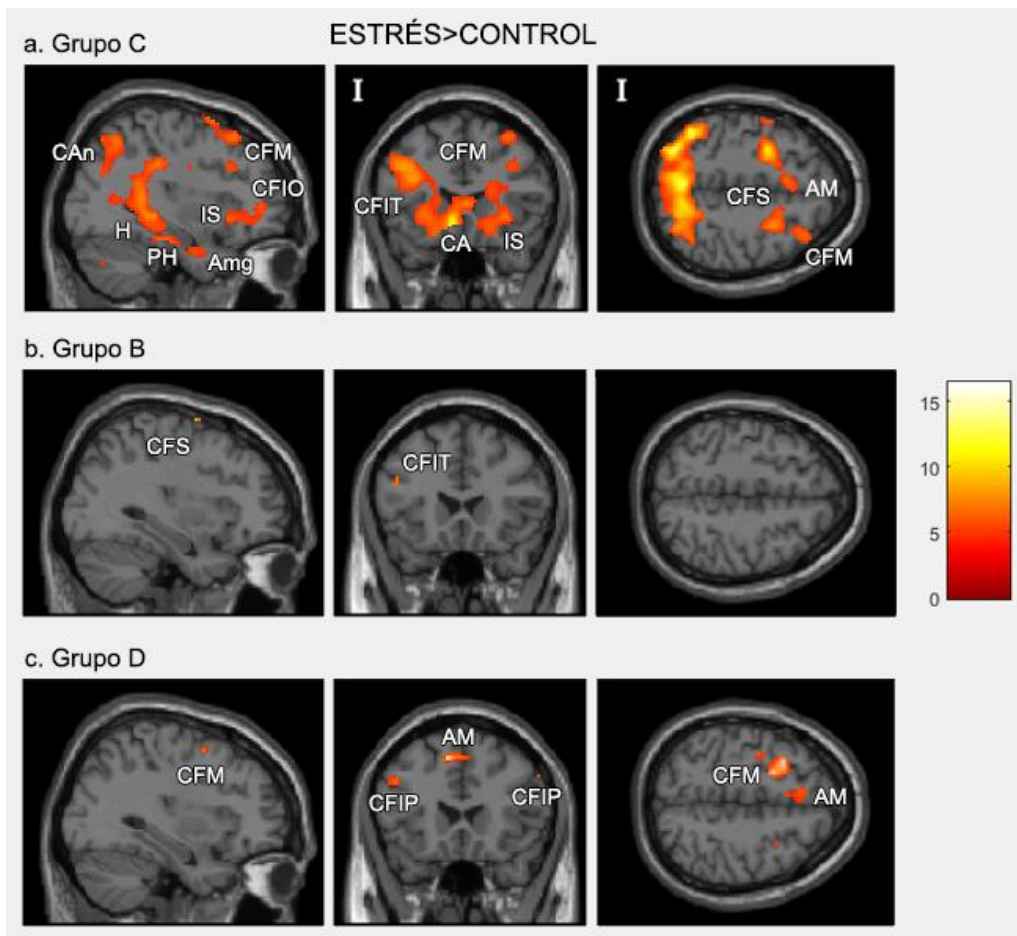 ESTRÉS>CONTROL
a. Grupo C
CAn
CFM
CFIO
IS
H
PH
Amg
I
CFM
CFIT
CA
IS
I
CFS
AM
CFM
b. Grupo B
CFS
CFIT
15
10
5
0
c. Grupo D
CFM
AM
CFIP
CFIP
CFM
AM